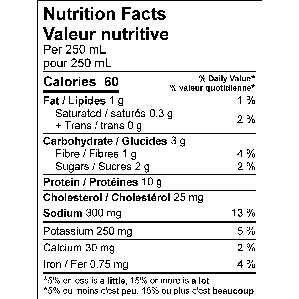 Nutrition Facts
Valeur nutritive
Per 250 mL
pour 250 mL
Calories 60
% Daily Value*
% valeur quotidienne*
Fat / Lipides 1 g 1 %
Saturated / saturés 0.3 g
+ Trans / trans 0 g 2 %
Carbohydrate / Glucides 3 g
Fibre / Fibres 1 g 4 %
Sugars / Sucres 2 g 2 %
Protein / Protéines 10 g
Cholesterol / Cholestérol 25 mg
Sodium 300 mg 13 %
Potassium 250 mg 5 %
Calcium 30 mg 2 %
Iron / Fer 0.75 mg 4 %
*5% or less is a little, 15% or more is a lot
*5% ou moins c'est peu, 15% ou plus c'est beaucoup